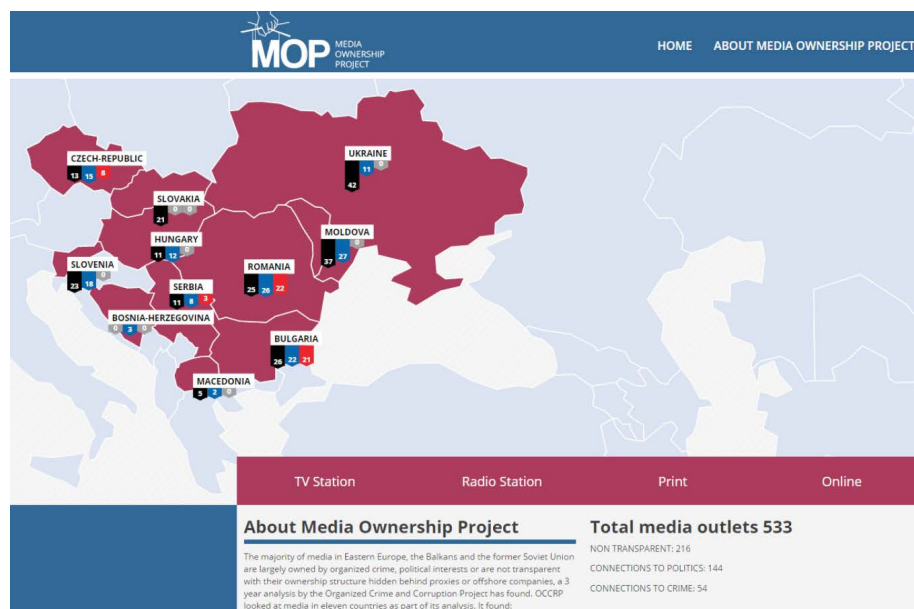 MOP MEDIA
OWNERSHIP
PROJECT
HOME ABOUT MEDIA OWNERSHIP PROJECT
CZECH-REPUBLIC
13 15 8
UKRAINE
42 11 0
SLOVAKIA
21 0 0
MOLDOVA
37 27 0
HUNGARY
11 12 0
SLOVENIA
23 18 0
ROMANIA
25 26 22
SERBIA
11 8 3
BOSNIA-HERZEGOVINA
0 3 0
BULGARIA
26 22 21
MACEDONIA
5 2 0
TV Station Radio Station Print Online
About Media Ownership Project
The majority of media in Eastern Europe, the Balkans and the former Soviet Union
are largely owned by organized crime, political interests or are not transparent
with their ownership structure hidden behind proxies or offshore companies, a 3
year analysis by the Organized Crime and Corruption Project has found. OCCRP
looked at media in eleven countries as part of its analysis. It found:
Total media outlets 533
NON TRANSPARENT: 216
CONNECTIONS TO POLITICS: 144
CONNECTIONS TO CRIME: 54